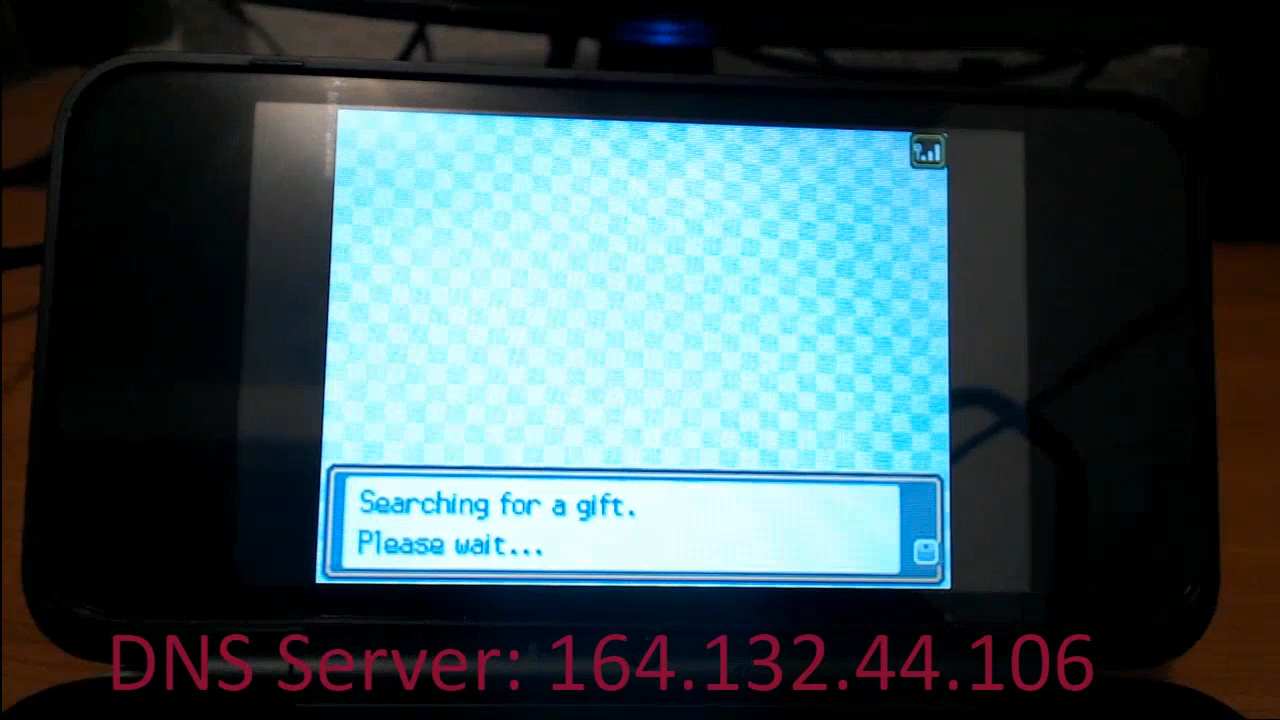 Searching for a gift.
Please wait...
DNS Server: 164.132.44.106